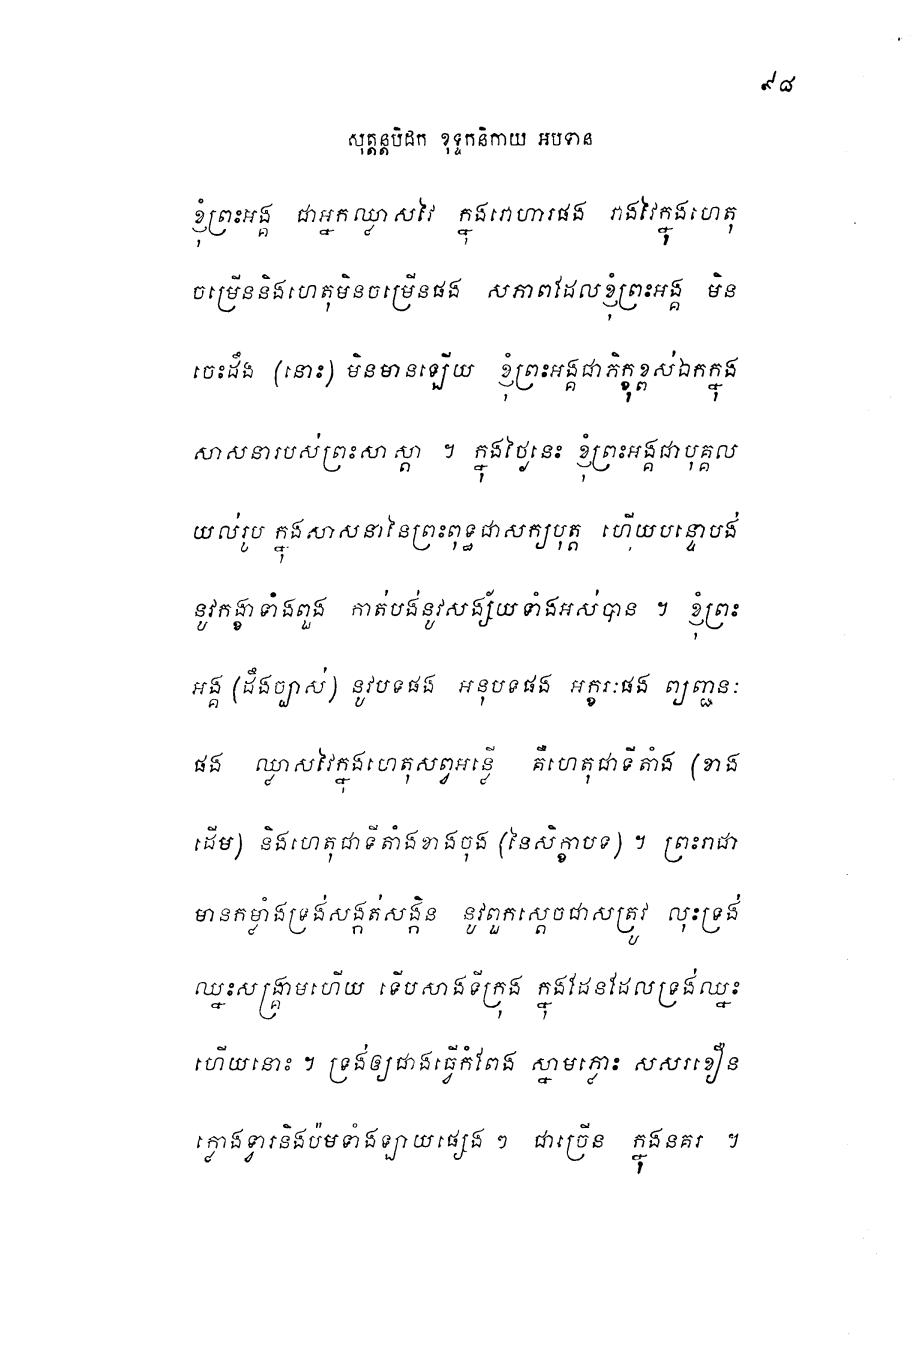 ៩៨
សុត្តន្តបិដក ខុទ្ទកនិកាយ អបទាន
ខ្ញុំព្រះអង្គ ជាអ្នកឈ្លាសវៃ ក្នុងវោហារផង វាងវៃក្នុងហេតុ
ចម្រើននិងហេតុមិនចម្រើនផង សភាពដែលខ្ញុំព្រះអង្គ មិន
ចេះដឹង (នោះ) មិនមានឡើយ ខ្ញុំព្រះអង្គជាភិក្ខុខ្ពស់ឯកក្នុង
សាសនារបស់ព្រះសាស្តា ។ ក្នុងថ្ងៃនេះ ខ្ញុំព្រះអង្គជាបុគ្គល
យល់រូប ក្នុងសាសនានៃព្រះពុទ្ធជាសក្យបុត្ត ហើយបន្ទោបង់
នូវកង្ខាទាំងពួង កាត់បង់នូវសង្ស័យទាំងអស់បាន ។ ខ្ញុំព្រះ
អង្គ (ដឹងច្បាស់) នូវបទផង អនុបទផង អក្ខរៈផង ព្យញ្ជនៈ
ផង ឈ្លាសវៃក្នុងហេតុសព្វអន្លើ គឺហេតុជាទីតាំង (ខាង
ដើម) និងហេតុជាទីតាំងខាងចុង (នៃសិក្ខាបទ) ។ ព្រះរាជា
មានកម្លាំងទ្រង់សង្កត់សង្កិន នូវពួកស្តេចជាសត្រូវ លុះទ្រង់
ឈ្នះសង្គ្រាមហើយ ទើបសាងទីក្រុង ក្នុងដែនដែលទ្រង់ឈ្នះ
ហើយនោះ ។ ទ្រង់ឲ្យជាងធ្វើកំពែង ស្នាមភ្លោះ សសរខឿន
ក្លោងទ្វារនិងប៉មទាំងឡាយផ្សេង ៗ ជាច្រើន ក្នុងនគរ ។